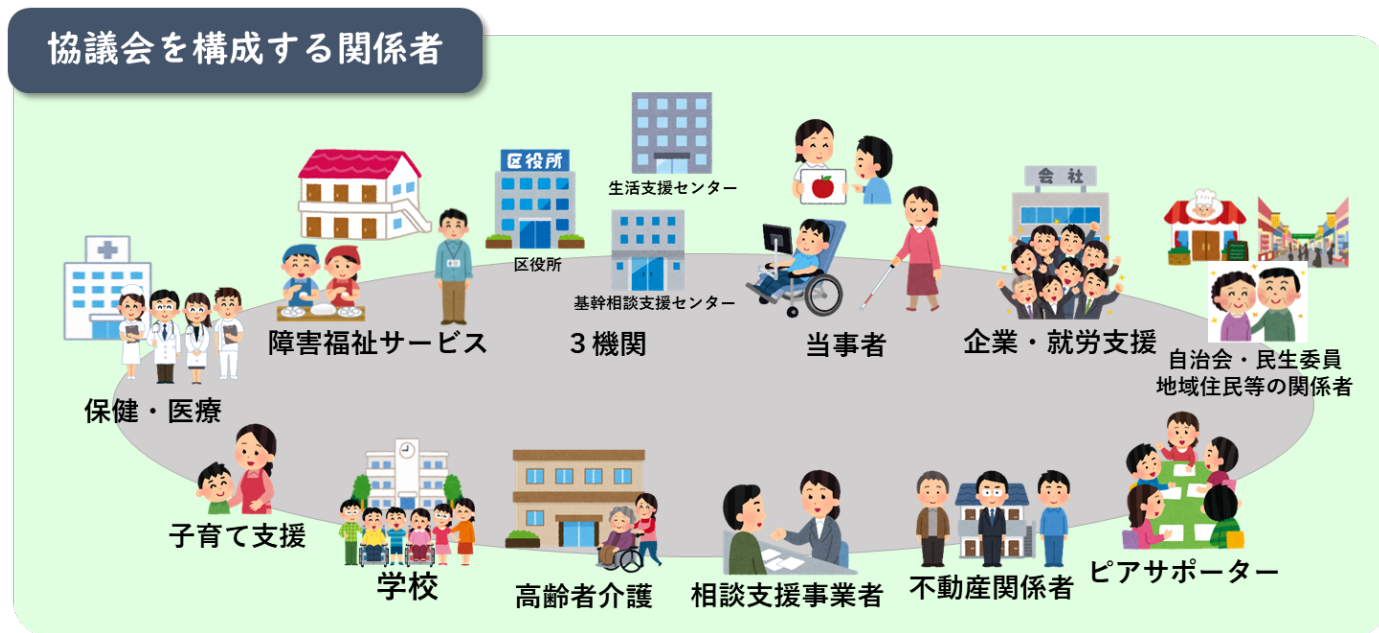 協議会を構成する関係者
生活支援センター
区役所
区役所
基幹相談支援センター
会社
保健・医療
障害福祉サービス
３機関
当事者
企業・就労支援
自治会・民生委員
地域住民等の関係者
子育て支援
学校
高齢者介護
相談支援事業者
不動産関係者
ピアサポーター